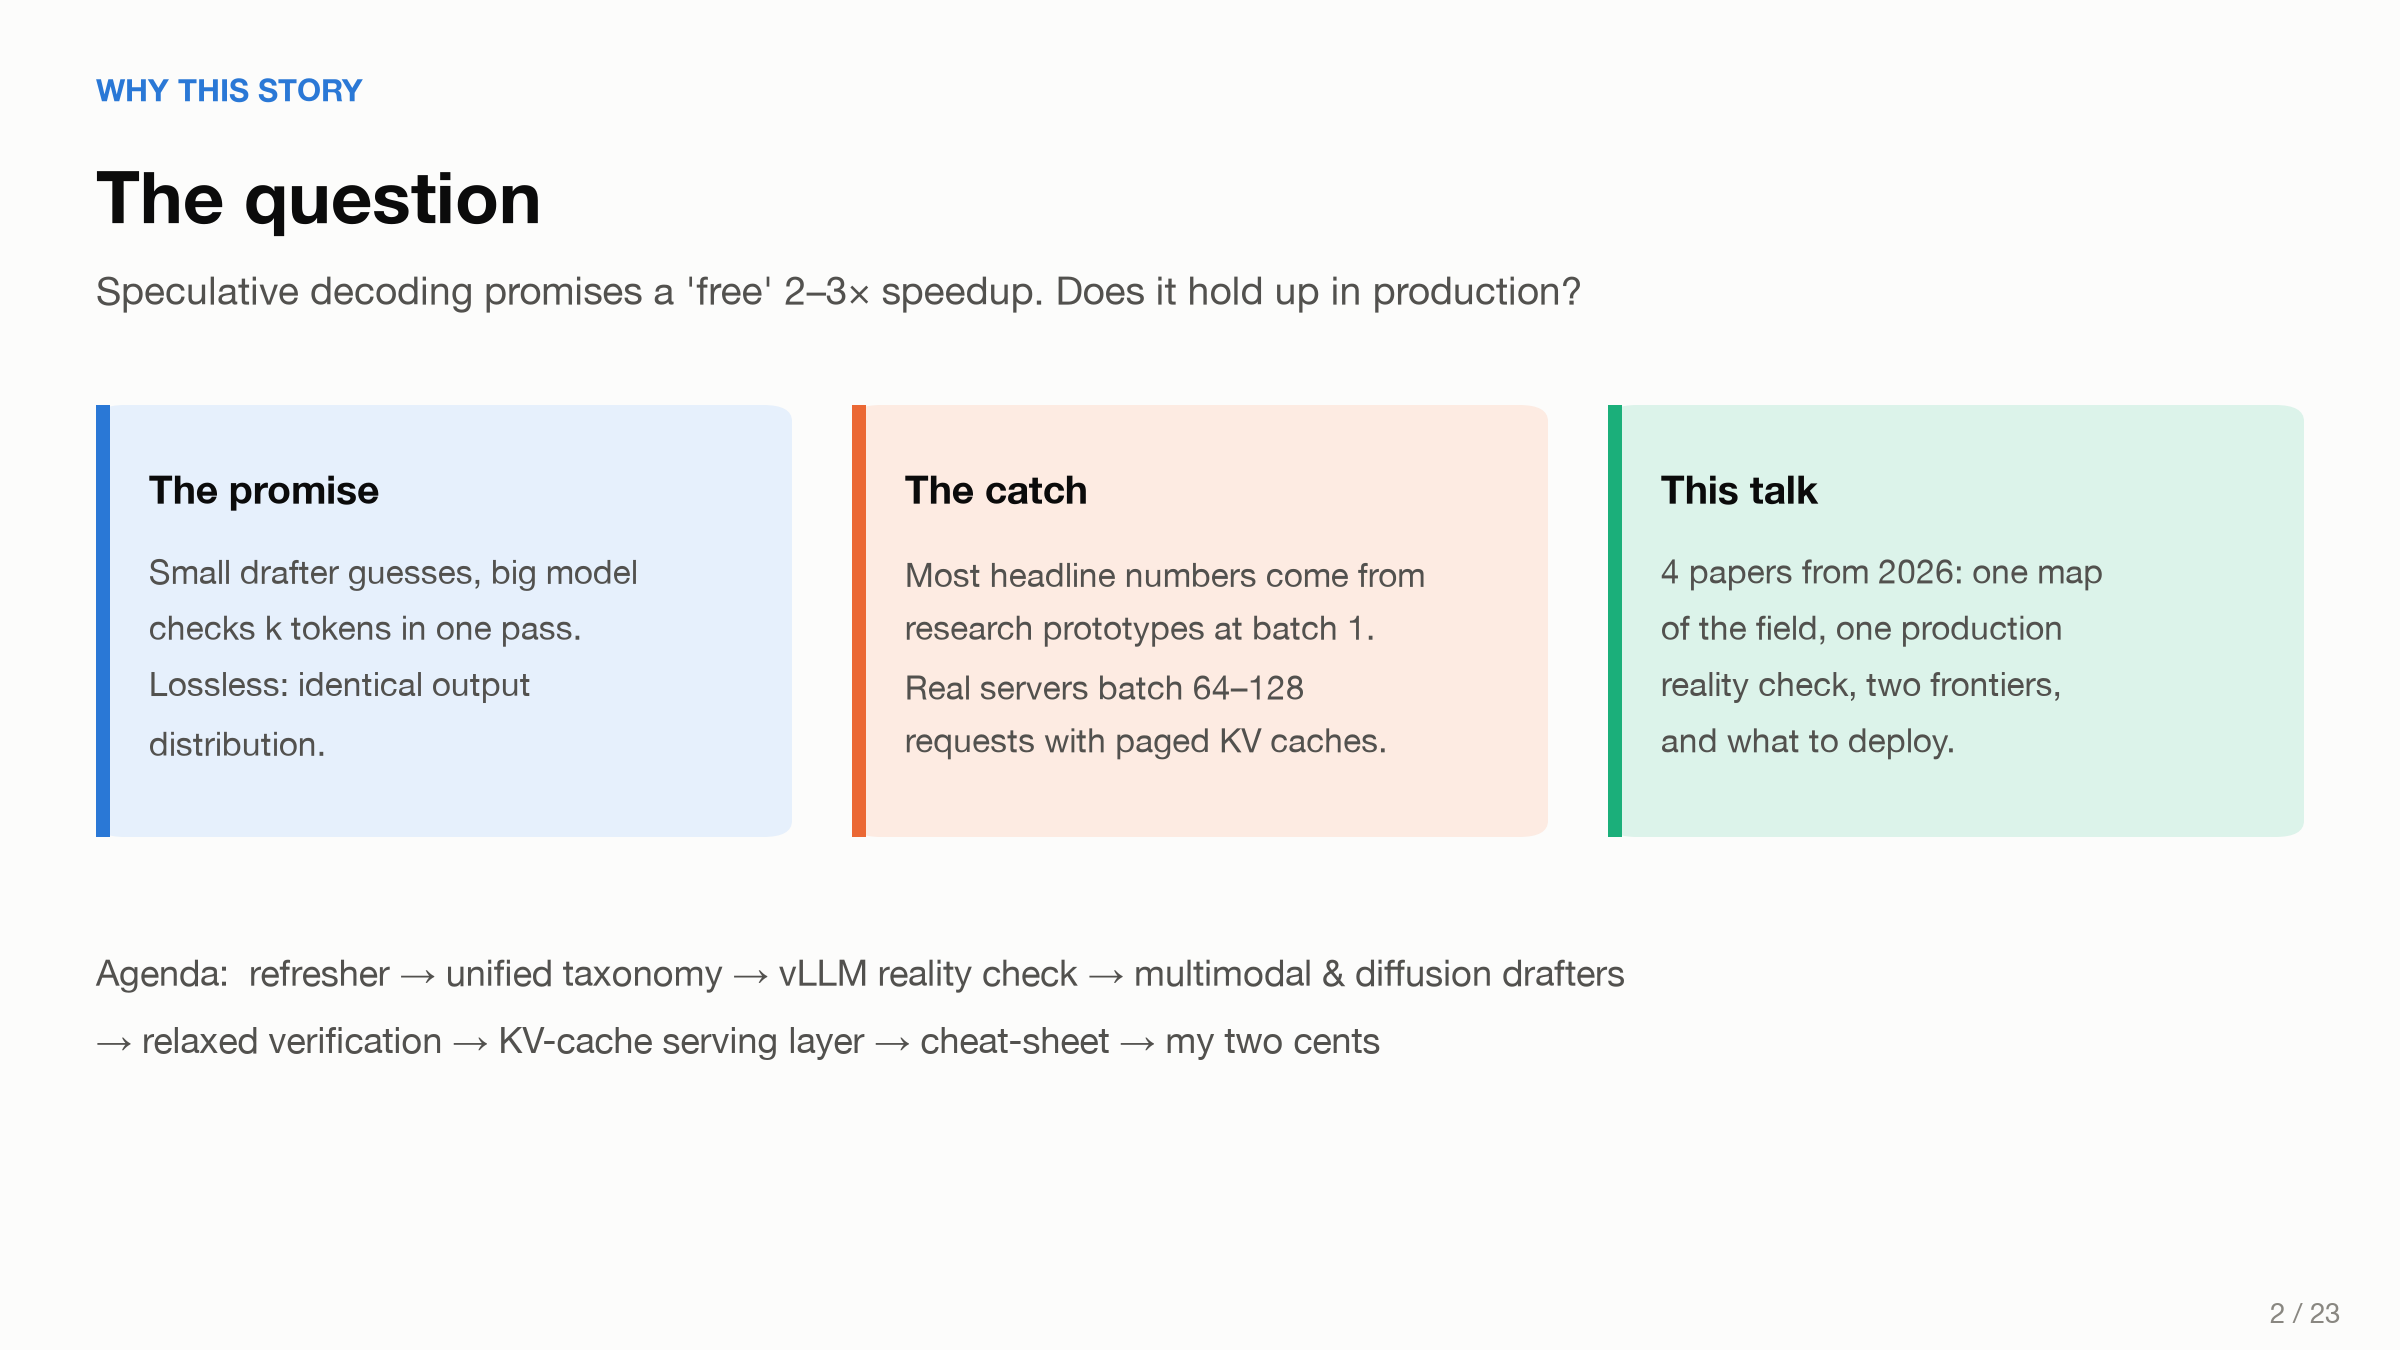 WHY THIS STORY
The question
Speculative decoding promises a 'free' 2–3× speedup. Does it hold up in production?
The promise
Small drafter guesses, big model
checks k tokens in one pass.
Lossless: identical output
distribution.
The catch
Most headline numbers come from
research prototypes at batch 1.
Real servers batch 64–128
requests with paged KV caches.
This talk
4 papers from 2026: one map
of the field, one production
reality check, two frontiers,
and what to deploy.
Agenda:  refresher → unified taxonomy → vLLM reality check → multimodal & diffusion drafters
→ relaxed verification → KV-cache serving layer → cheat-sheet → my two cents
2 / 23